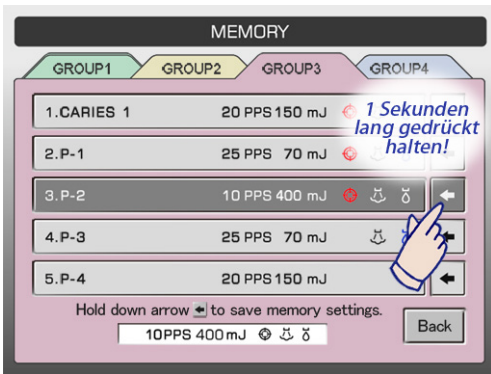 MEMORY
GROUP1 GROUP2 GROUP3 GROUP4
1.CARIES 1 20 PPS 150 mJ
1 Sekunden
lang gedrückt
halten!
2.P-1 25 PPS 70 mJ
3.P-2 10 PPS 400 mJ
4.P-3 25 PPS 70 mJ
5.P-4 20 PPS 150 mJ
Hold down arrow to save memory settings.
10PPS 400mJ
Back